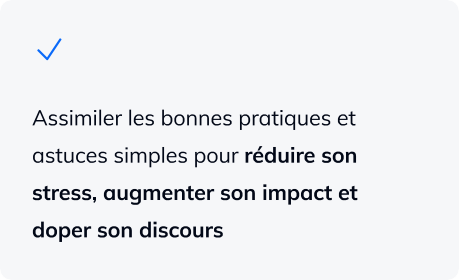 Assimiler les bonnes pratiques et
astuces simples pour réduire son
stress, augmenter son impact et
doper son discours